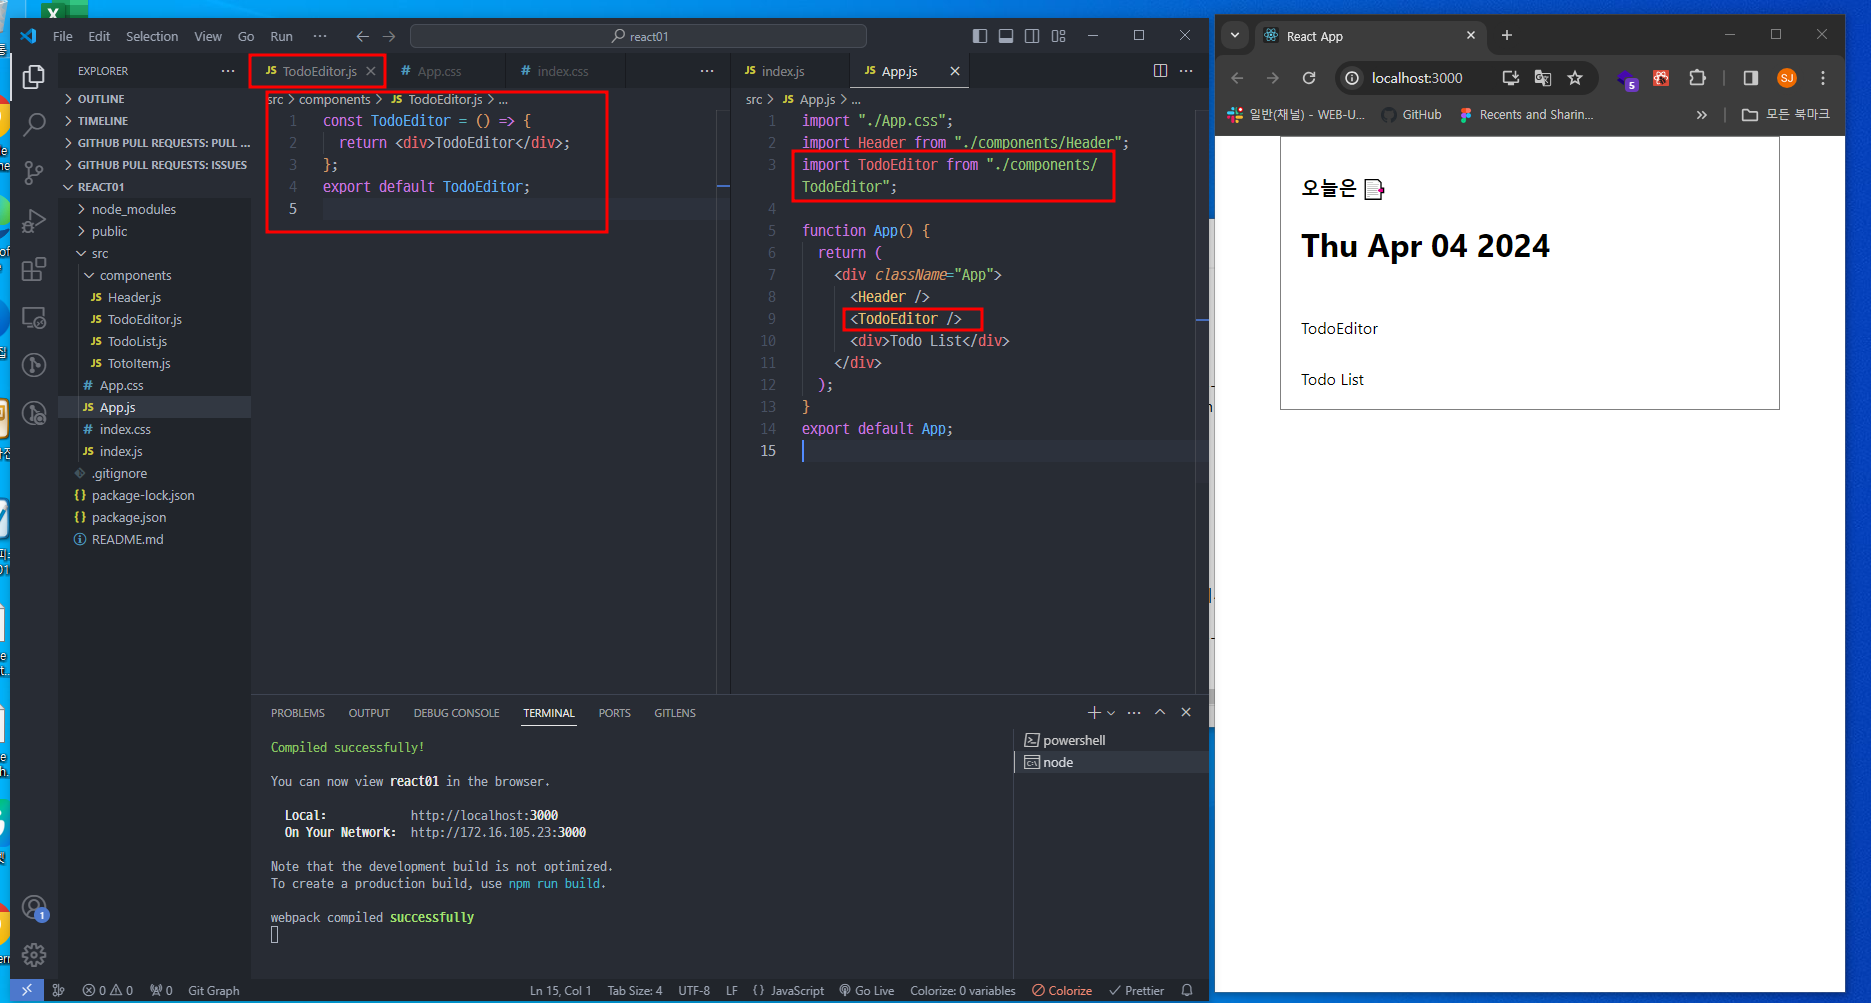 File Edit Selection View Go Run ··· react01
EXPLORER ···
OUTLINE
TIMELINE
GITHUB PULL REQUESTS: PULL ...
GITHUB PULL REQUESTS: ISSUES
REACT01
node_modules
public
src
components
JS Header.js
JS TodoEditor.js
JS TodoList.js
JS TotoItem.js
# App.css
JS App.js
# index.css
JS index.js
.gitignore
{} package-lock.json
{} package.json
README.md
JS TodoEditor.js # App.css # index.css ···
src > components > JS TodoEditor.js > ...
1 const TodoEditor = () => {
2 return <div>TodoEditor</div>;
3 };
4 export default TodoEditor;
5
JS index.js JS App.js ···
src > JS App.js > ...
1 import "./App.css";
2 import Header from "./components/Header";
3 import TodoEditor from "./components/
TodoEditor";
4
5 function App() {
6 return (
7 <div className="App">
8 <Header />
9 <TodoEditor />
10 <div>Todo List</div>
11 </div>
12 );
13 }
14 export default App;
15
PROBLEMS OUTPUT DEBUG CONSOLE TERMINAL PORTS GITLENS
Compiled successfully!
You can now view react01 in the browser.
Local: http://localhost:3000
On Your Network: http://172.16.105.23:3000
Note that the development build is not optimized.
To create a production build, use npm run build.
webpack compiled successfully
powershell
node
1
0 0 0 Git Graph Ln 15, Col 1 Tab Size: 4 UTF-8 LF {} JavaScript Go Live Colorize: 0 variables Colorize Prettier
React App
localhost:3000 5 SJ
일반(채널) - WEB-U... GitHub Recents and Sharin... » 모든 북마크
오늘은
Thu Apr 04 2024
TodoEditor
Todo List